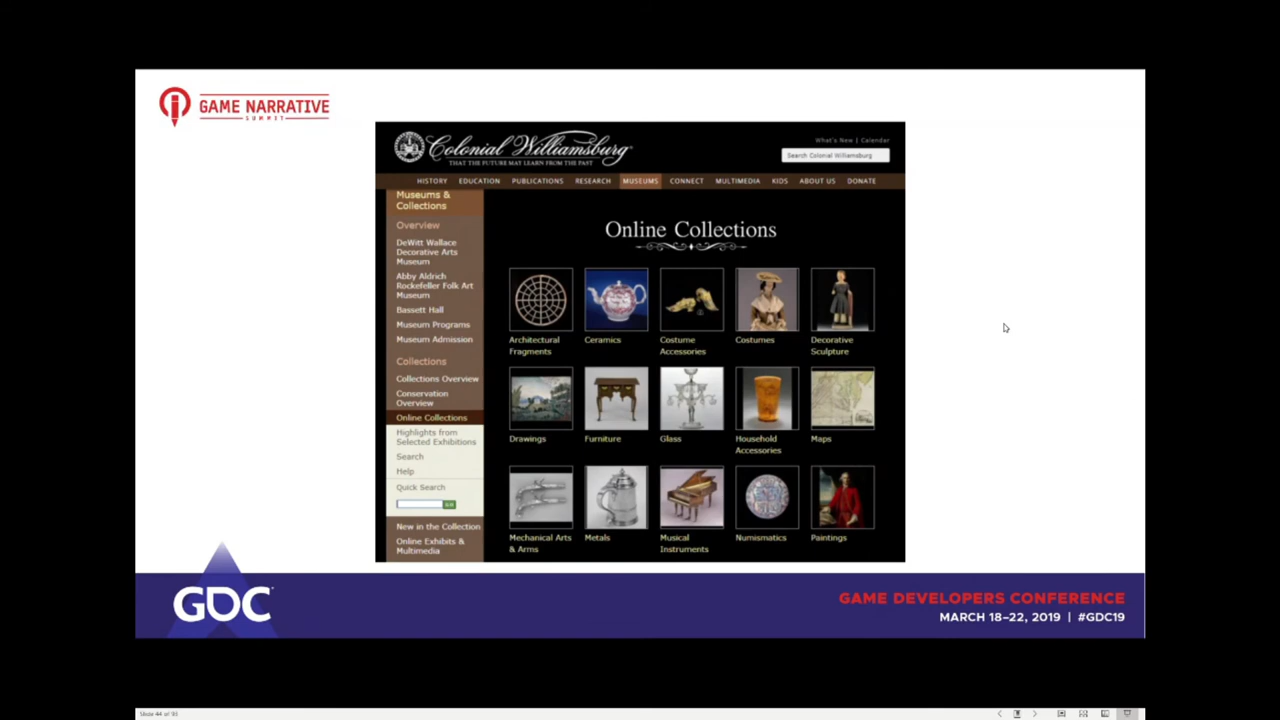 GAME NARRATIVE
SUMMIT
Colonial Williamsburg
THAT THE FUTURE MAY LEARN FROM THE PAST
What's New | Calendar
Search Colonial Williamsburg
HISTORY EDUCATION PUBLICATIONS RESEARCH MUSEUMS CONNECT MULTIMEDIA KIDS ABOUT US DONATE
Museums &
Collections
Overview
DeWitt Wallace
Decorative Arts
Museum
Abby Aldrich
Rockefeller Folk Art
Museum
Bassett Hall
Museum Programs
Museum Admission
Collections
Collections Overview
Conservation
Overview
Online Collections
Highlights from
Selected Exhibitions
Search
Help
Quick Search
New in the Collection
Online Exhibits &
Multimedia
Online Collections
Architectural
Fragments
Ceramics
Costume
Accessories
Costumes
Decorative
Sculpture
Drawings
Furniture
Glass
Household
Accessories
Maps
Mechanical Arts
& Arms
Metals
Musical
Instruments
Numismatics
Paintings
GDC
GAME DEVELOPERS CONFERENCE
MARCH 18–22, 2019 | #GDC19